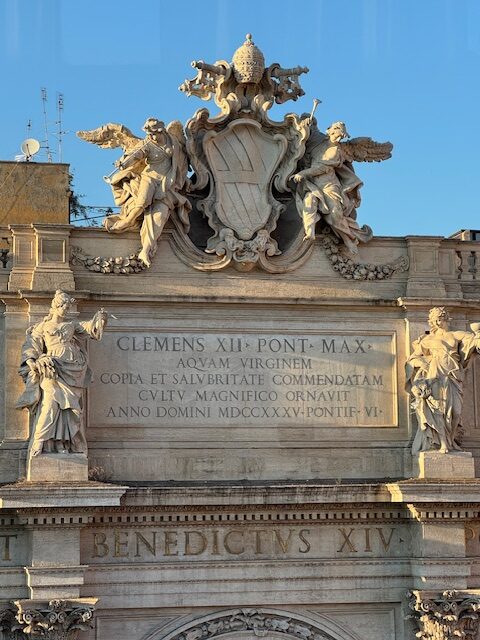 CLEMENS XII· PONT· MAX·
AQVAM VIRGINEM
COPIA ET SALVBRITATE COMMENDATAM
CVLTV MAGNIFICO ORNAVIT
ANNO DOMINI MDCCXXXV·PONTIF·VI·
BENEDICTVS XIV·